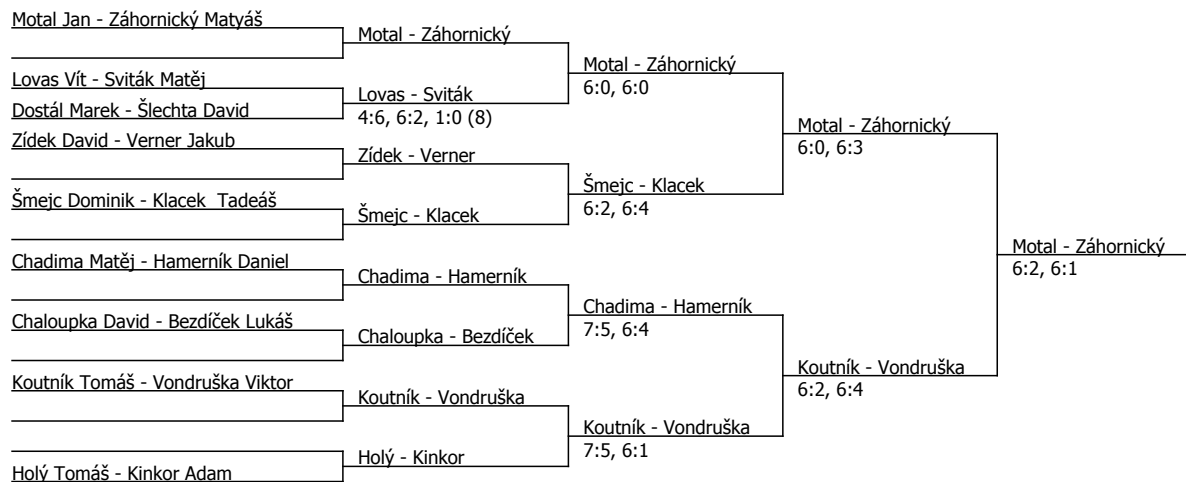 Motal Jan - Záhornický Matyáš
Motal - Záhornický
Motal - Záhornický
6:0, 6:0
Lovas Vít - Sviták Matěj
Lovas - Sviták
4:6, 6:2, 1:0 (8)
Dostál Marek - Šlechta David
Motal - Záhornický
6:0, 6:3
Zídek David - Verner Jakub
Zídek - Verner
Šmejc - Klacek
6:2, 6:4
Šmejc Dominik - Klacek  Tadeáš
Šmejc - Klacek
Motal - Záhornický
6:2, 6:1
Chadima Matěj - Hamerník Daniel
Chadima - Hamerník
Chadima - Hamerník
7:5, 6:4
Chaloupka David - Bezdíček Lukáš
Chaloupka - Bezdíček
Koutník - Vondruška
6:2, 6:4
Koutník Tomáš - Vondruška Viktor
Koutník - Vondruška
Koutník - Vondruška
7:5, 6:1
Holý - Kinkor
Holý Tomáš - Kinkor Adam